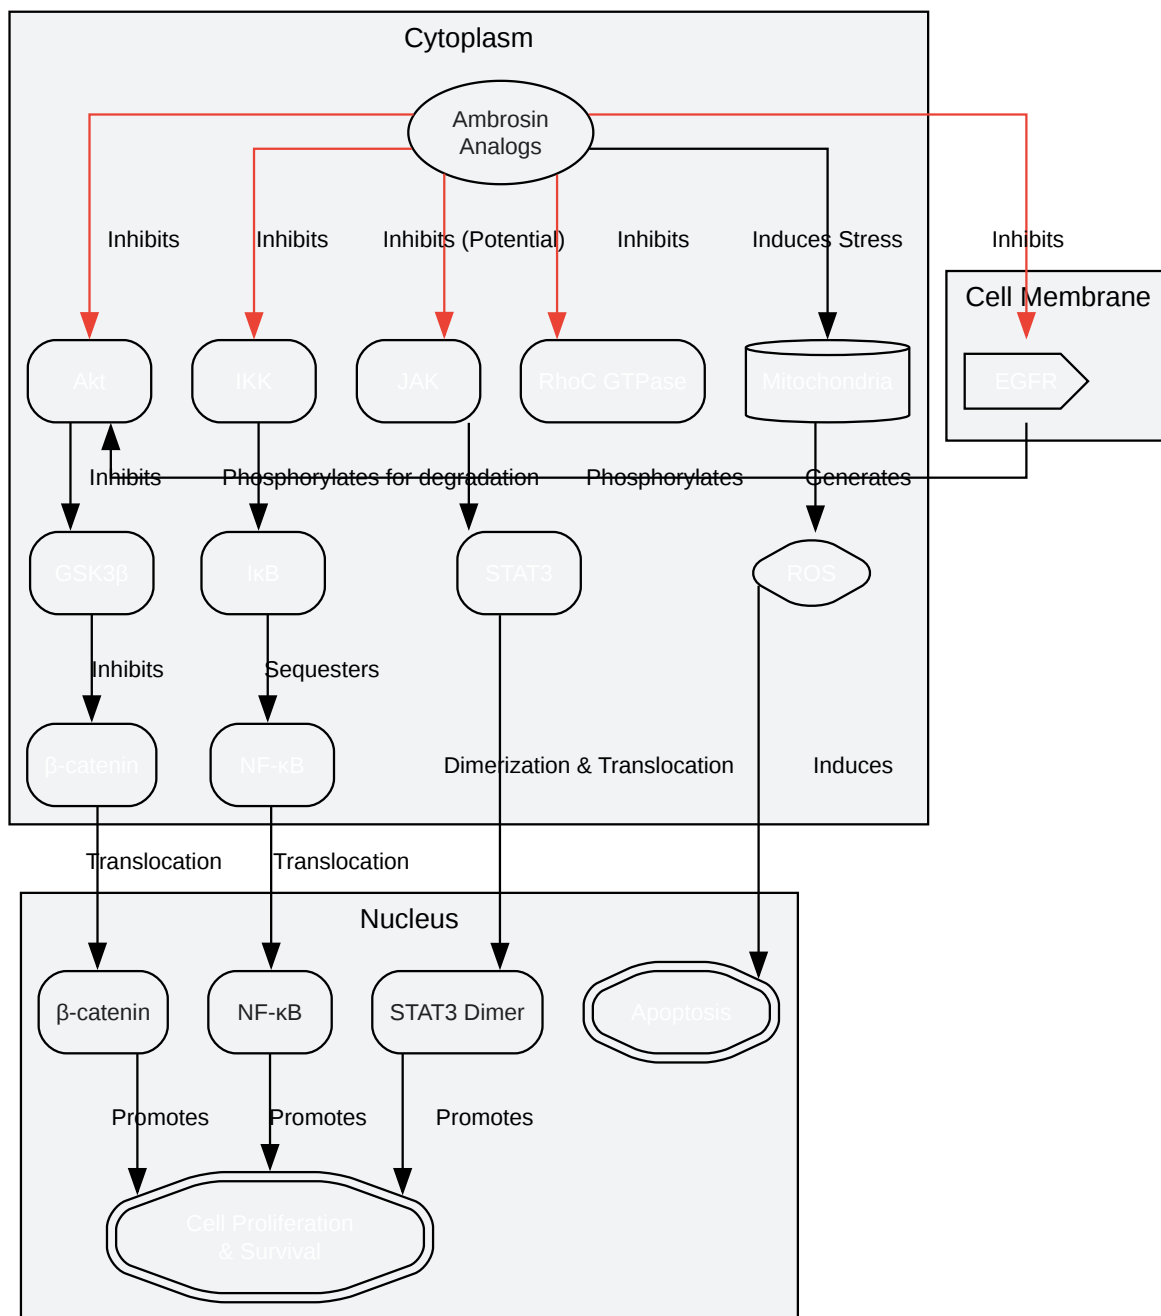 Cytoplasm
Ambrosin
Analogs
Inhibits
Inhibits
Inhibits (Potential)
Inhibits
Induces Stress
Inhibits
Cell Membrane
Akt
IKK
JAK
RhoC GTPase
Mitochondria
EGFR
Inhibits
Phosphorylates for degradation
Phosphorylates
Generates
GSK3β
IκB
STAT3
ROS
Inhibits
Sequesters
β-catenin
NF-κB
Dimerization & Translocation
Induces
Translocation
Translocation
Nucleus
β-catenin
NF-κB
STAT3 Dimer
Apoptosis
Promotes
Promotes
Promotes
Cell Proliferation
& Survival